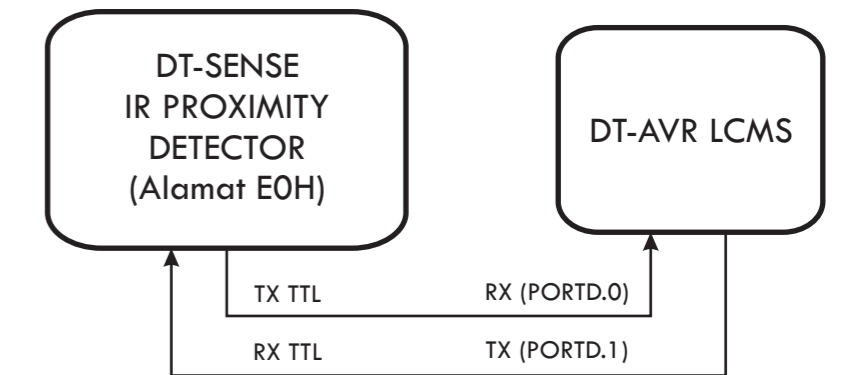 DT-SENSE
IR PROXIMITY
DETECTOR
(Alamat E0H)
DT-AVR LCMS
TX TTL RX (PORTD.0)
RX TTL TX (PORTD.1)